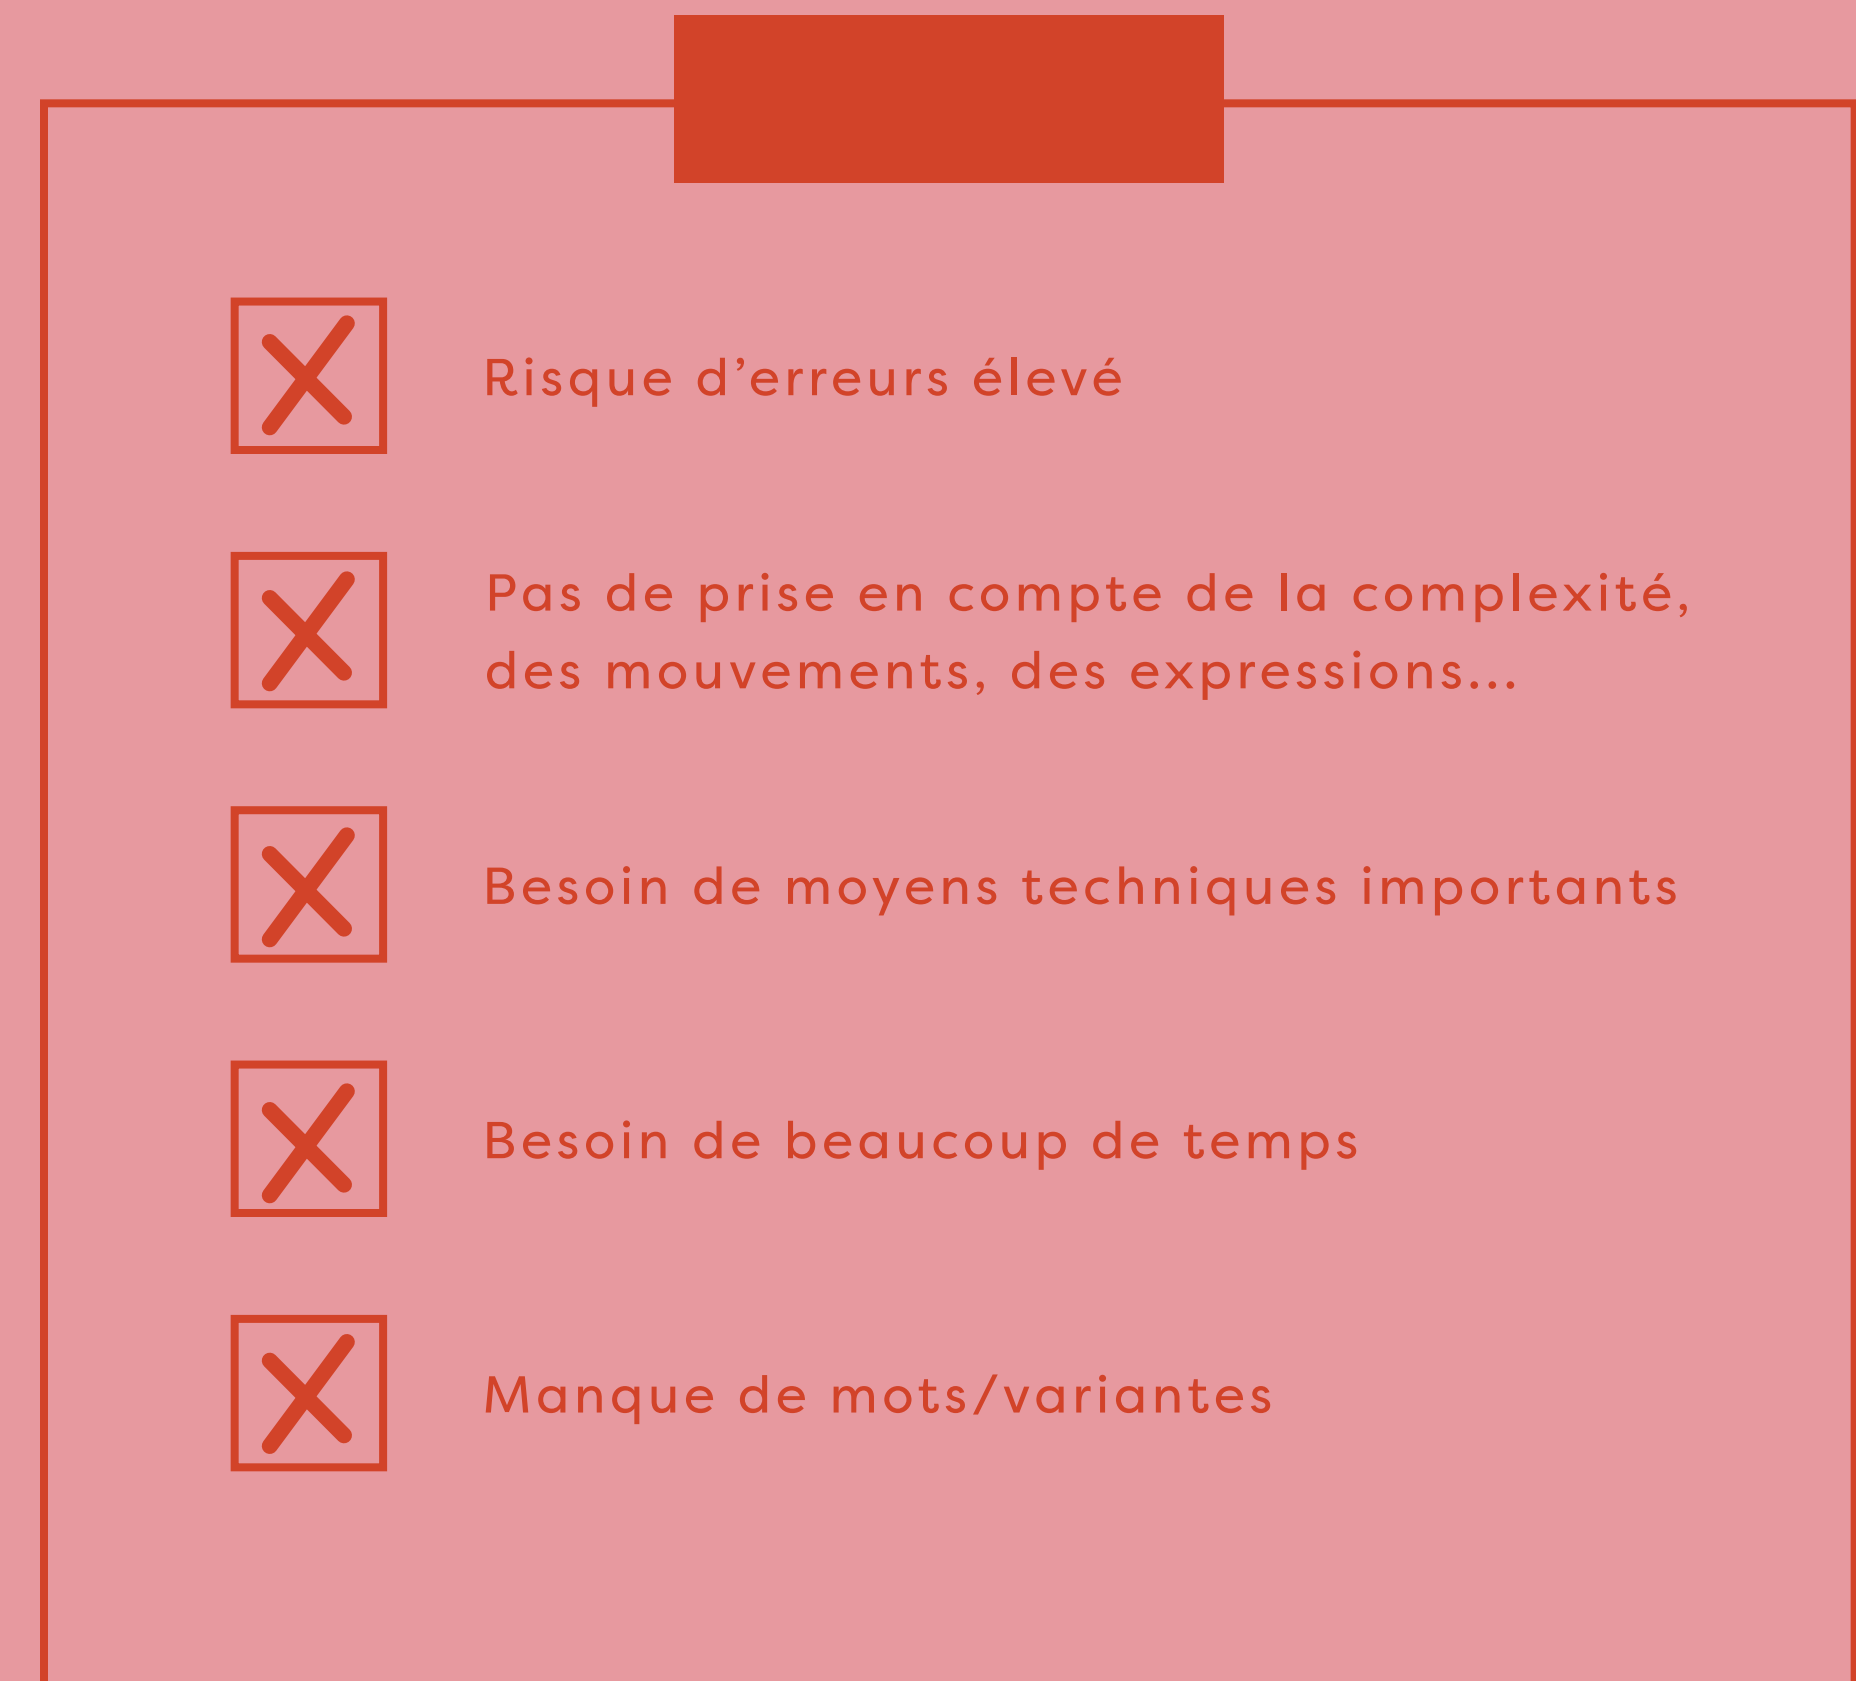 Risque d’erreurs élevé
Pas de prise en compte de la complexité,
des mouvements, des expressions...
Besoin de moyens techniques importants
Besoin de beaucoup de temps
Manque de mots/variantes